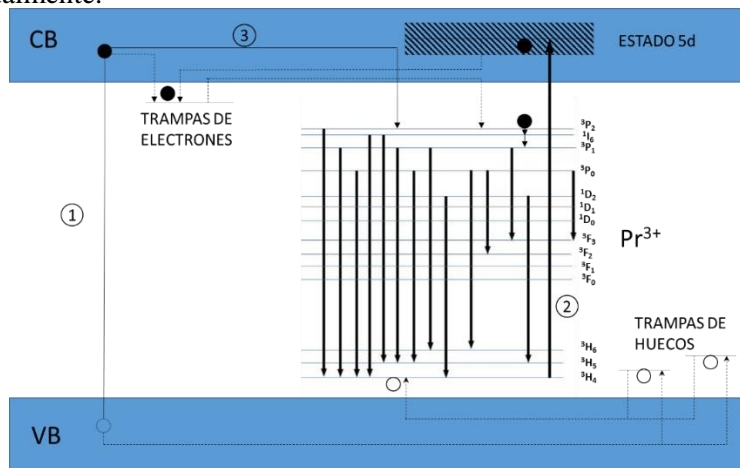 CB
③
ESTADO 5d
TRAMPAS DE
ELECTRONES
³P₂
¹I₆
³P₁
³P₀
¹D₂
¹D₁
¹D₀
①
³F₃
³F₂
³F₁
³F₀
Pr³⁺
②
TRAMPAS DE
HUECOS
³H₆
³H₅
³H₄
VB